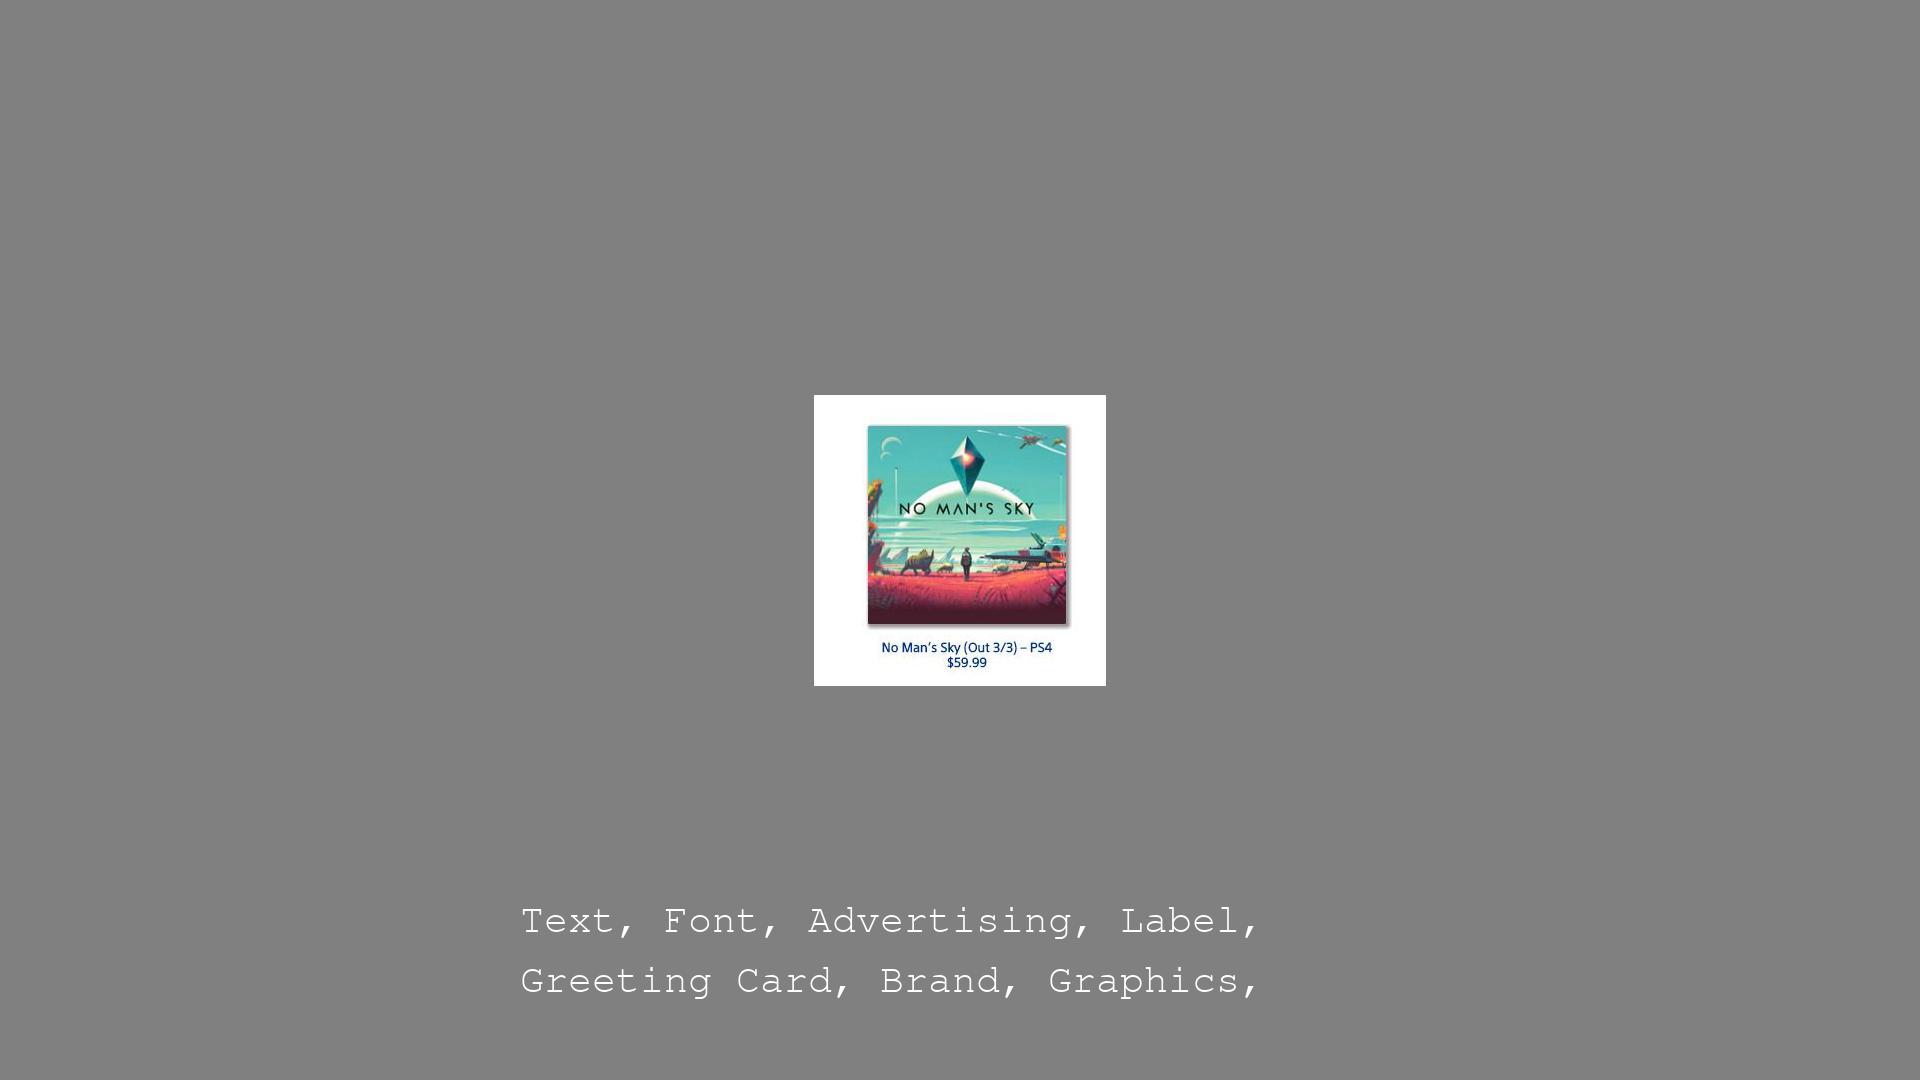 NO MAN'S SKY
No Man's Sky (Out 3/3) – PS4
$59.99
Text, Font, Advertising, Label,
Greeting Card, Brand, Graphics,